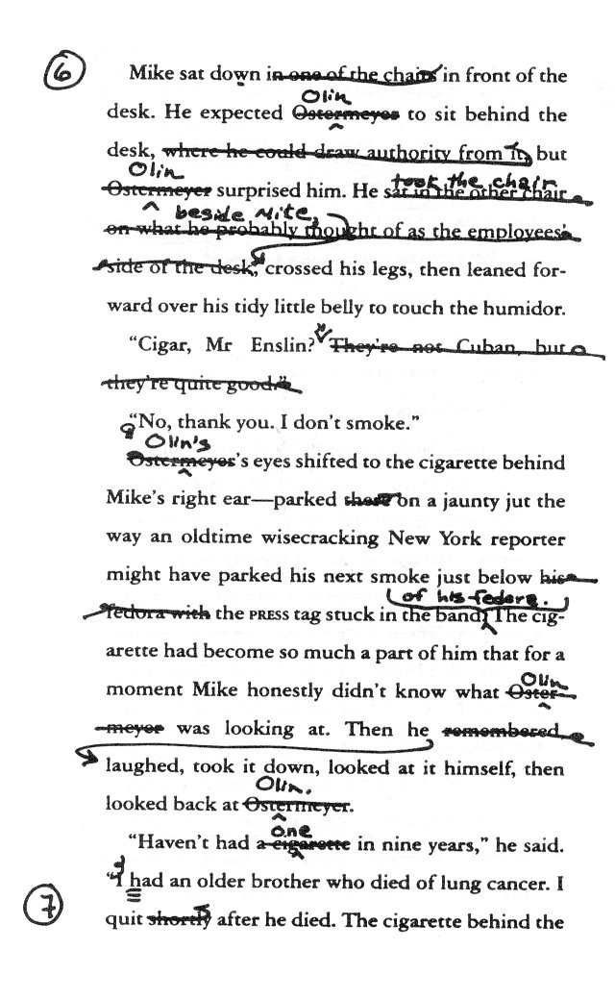 6
Mike sat down in one of the chairs in front of the
Olin
desk. He expected Ostermeyer to sit behind the
desk, where he could draw authority from it, but
Olin took the chair
Ostermeyer surprised him. He sat in the other chair
beside Mike,
on what he probably thought of as the employees'
side of the desk, crossed his legs, then leaned for-
ward over his tidy little belly to touch the humidor.
“Cigar, Mr Enslin? They're not Cuban, but
they're quite good.”
“No, thank you. I don't smoke.”
Olin's
Ostermeyer's eyes shifted to the cigarette behind
Mike's right ear—parked there on a jaunty jut the
way an oldtime wisecracking New York reporter
might have parked his next smoke just below his
of his fedora.
fedora with the PRESS tag stuck in the band. The cig-
arette had become so much a part of him that for a
Olin
moment Mike honestly didn't know what Oster-
meyer was looking at. Then he remembered
laughed, took it down, looked at it himself, then
Olin.
looked back at Ostermeyer.
one
“Haven't had a cigarette in nine years,” he said.
“I had an older brother who died of lung cancer. I
7
quit shortly after he died. The cigarette behind the